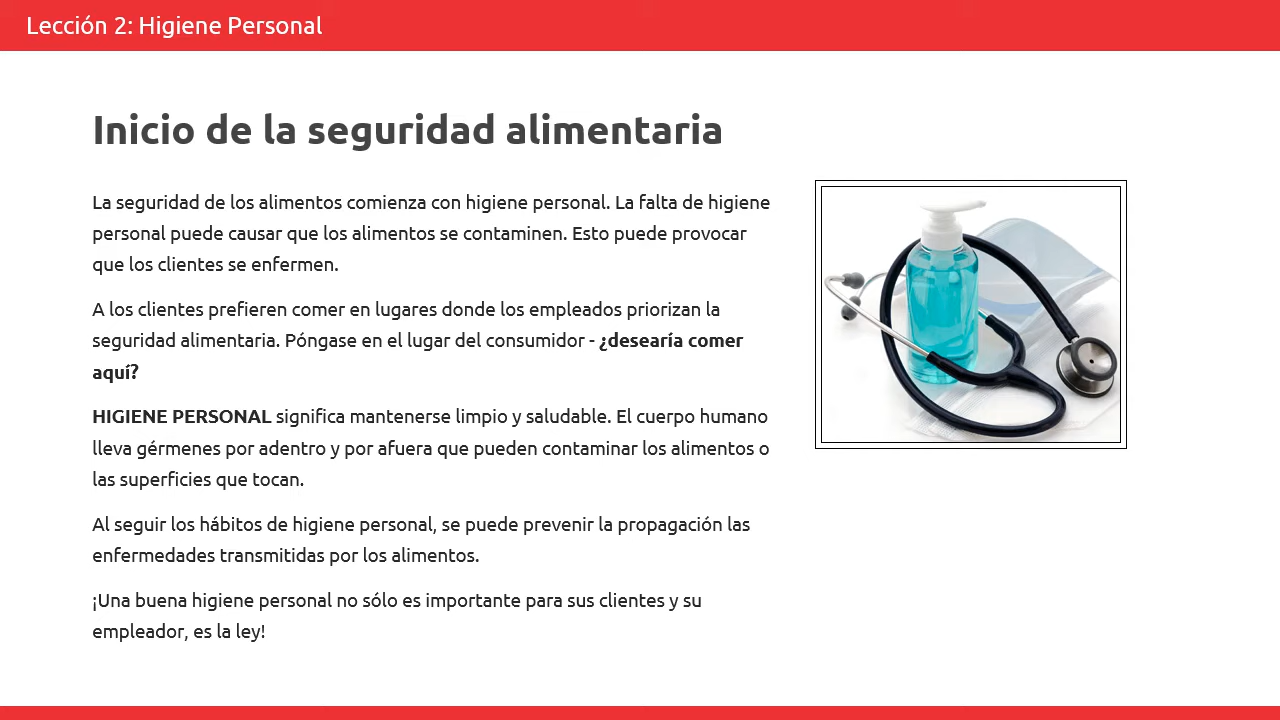 Lección 2: Higiene Personal
Inicio de la seguridad alimentaria
La seguridad de los alimentos comienza con higiene personal. La falta de higiene
personal puede causar que los alimentos se contaminen. Esto puede provocar
que los clientes se enfermen.
A los clientes prefieren comer en lugares donde los empleados priorizan la
seguridad alimentaria. Póngase en el lugar del consumidor - ¿desearía comer
aquí?
HIGIENE PERSONAL significa mantenerse limpio y saludable. El cuerpo humano
lleva gérmenes por adentro y por afuera que pueden contaminar los alimentos o
las superficies que tocan.
Al seguir los hábitos de higiene personal, se puede prevenir la propagación las
enfermedades transmitidas por los alimentos.
¡Una buena higiene personal no sólo es importante para sus clientes y su
empleador, es la ley!